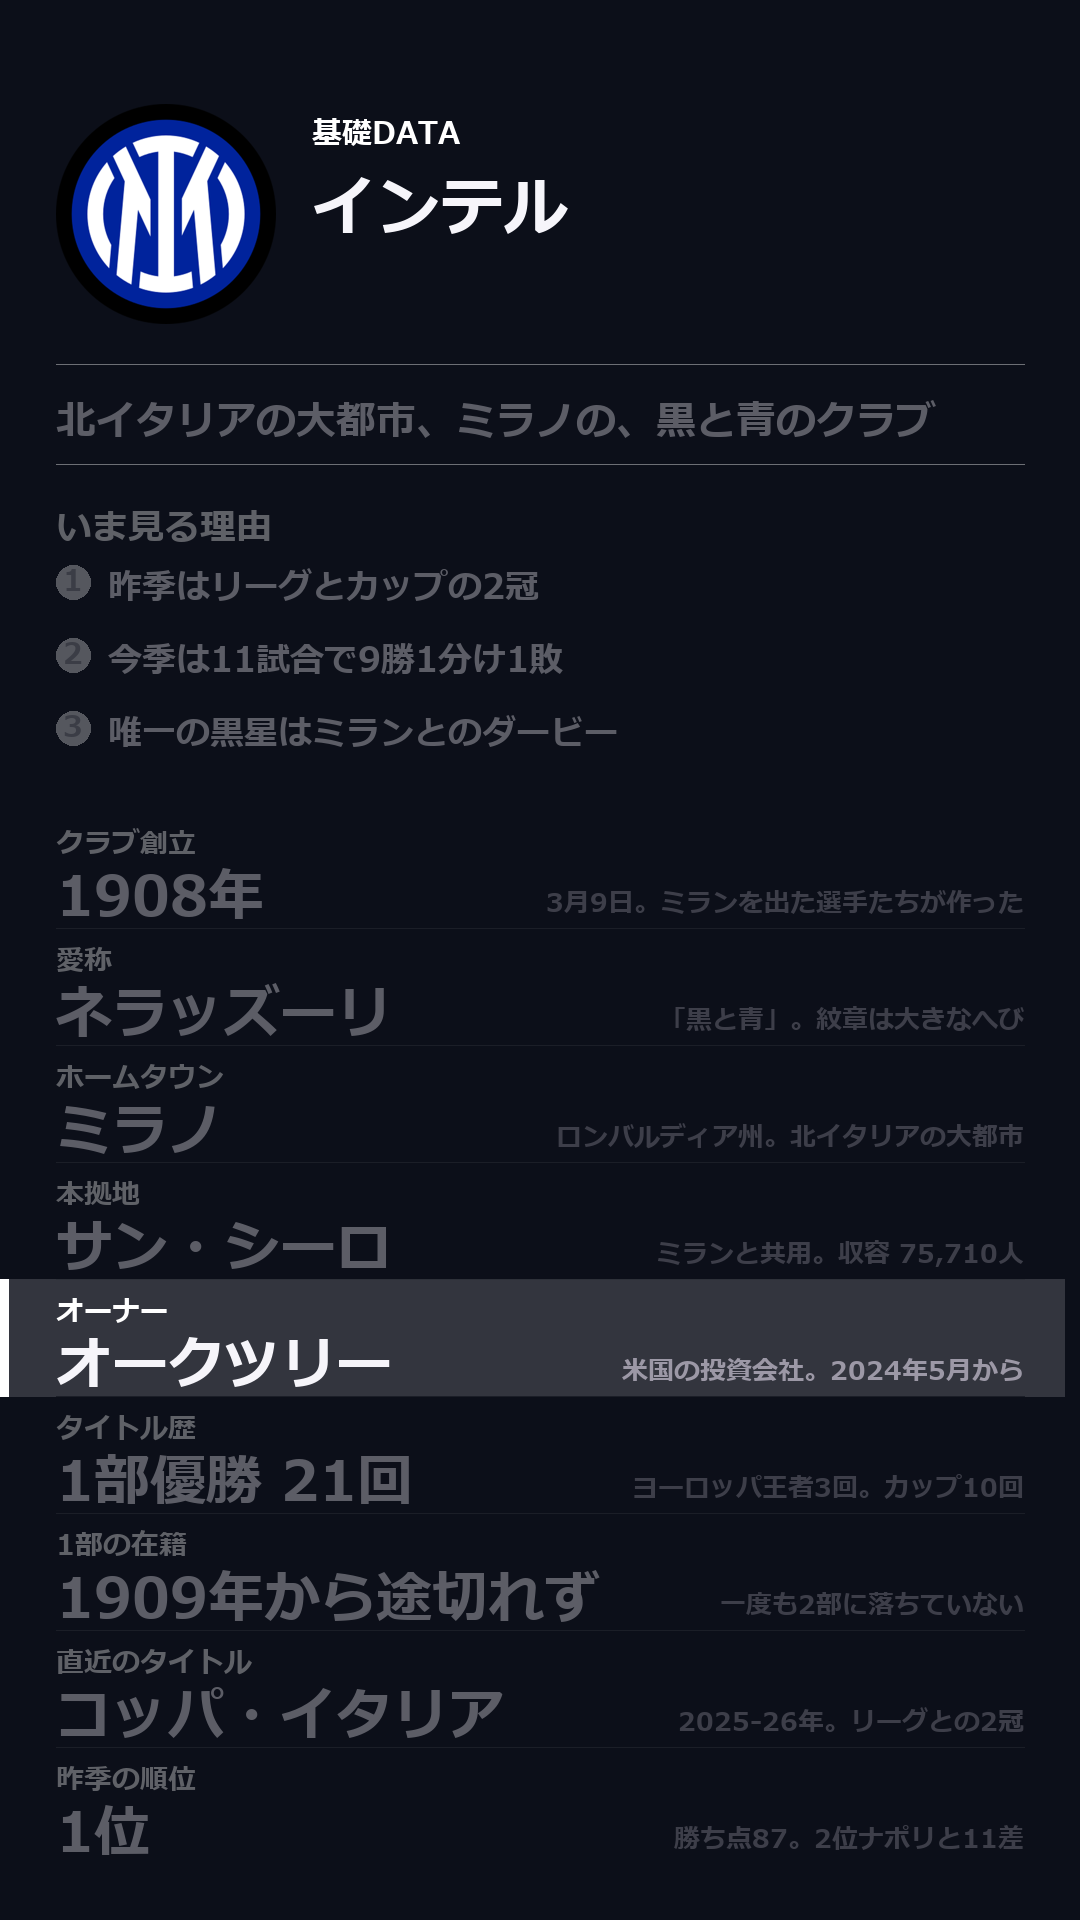 基礎DATA
インテル
北イタリアの大都市、ミラノの、黒と青のクラブ
いま見る理由
1 昨季はリーグとカップの2冠
2 今季は11試合で9勝1分け1敗
3 唯一の黒星はミランとのダービー
クラブ創立
1908年 3月9日。ミランを出た選手たちが作った
愛称
ネラッズーリ 「黒と青」。紋章は大きなへび
ホームタウン
ミラノ ロンバルディア州。北イタリアの大都市
本拠地
サン・シーロ ミランと共用。収容 75,710人
オーナー
オークツリー 米国の投資会社。2024年5月から
タイトル歴
1部優勝 21回 ヨーロッパ王者3回。カップ10回
1部の在籍
1909年から途切れず 一度も2部に落ちていない
直近のタイトル
コッパ・イタリア 2025-26年。リーグとの2冠
昨季の順位
1位 勝ち点87。2位ナポリと11差